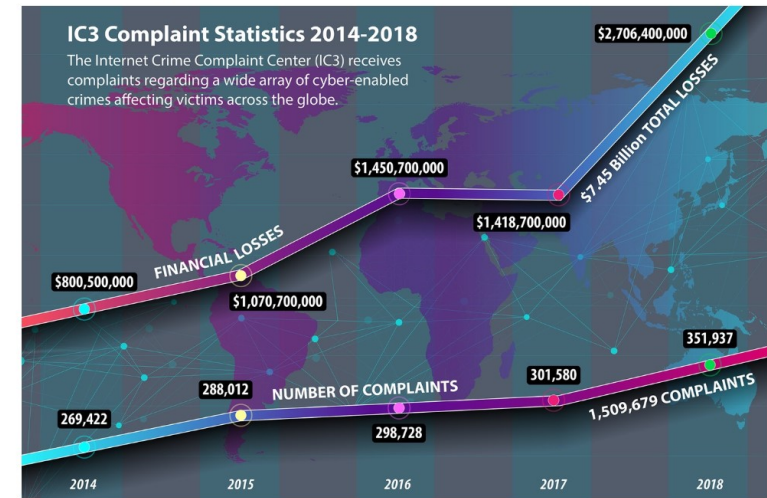 IC3 Complaint Statistics 2014-2018
The Internet Crime Complaint Center (IC3) receives
complaints regarding a wide array of cyber-enabled
crimes affecting victims across the globe.
$2,706,400,000
$7.45 Billion TOTAL LOSSES
$1,450,700,000
$1,418,700,000
FINANCIAL LOSSES
$800,500,000
$1,070,700,000
351,937
301,580
288,012
NUMBER OF COMPLAINTS
1,509,679 COMPLAINTS
269,422
298,728
2014 2015 2016 2017 2018